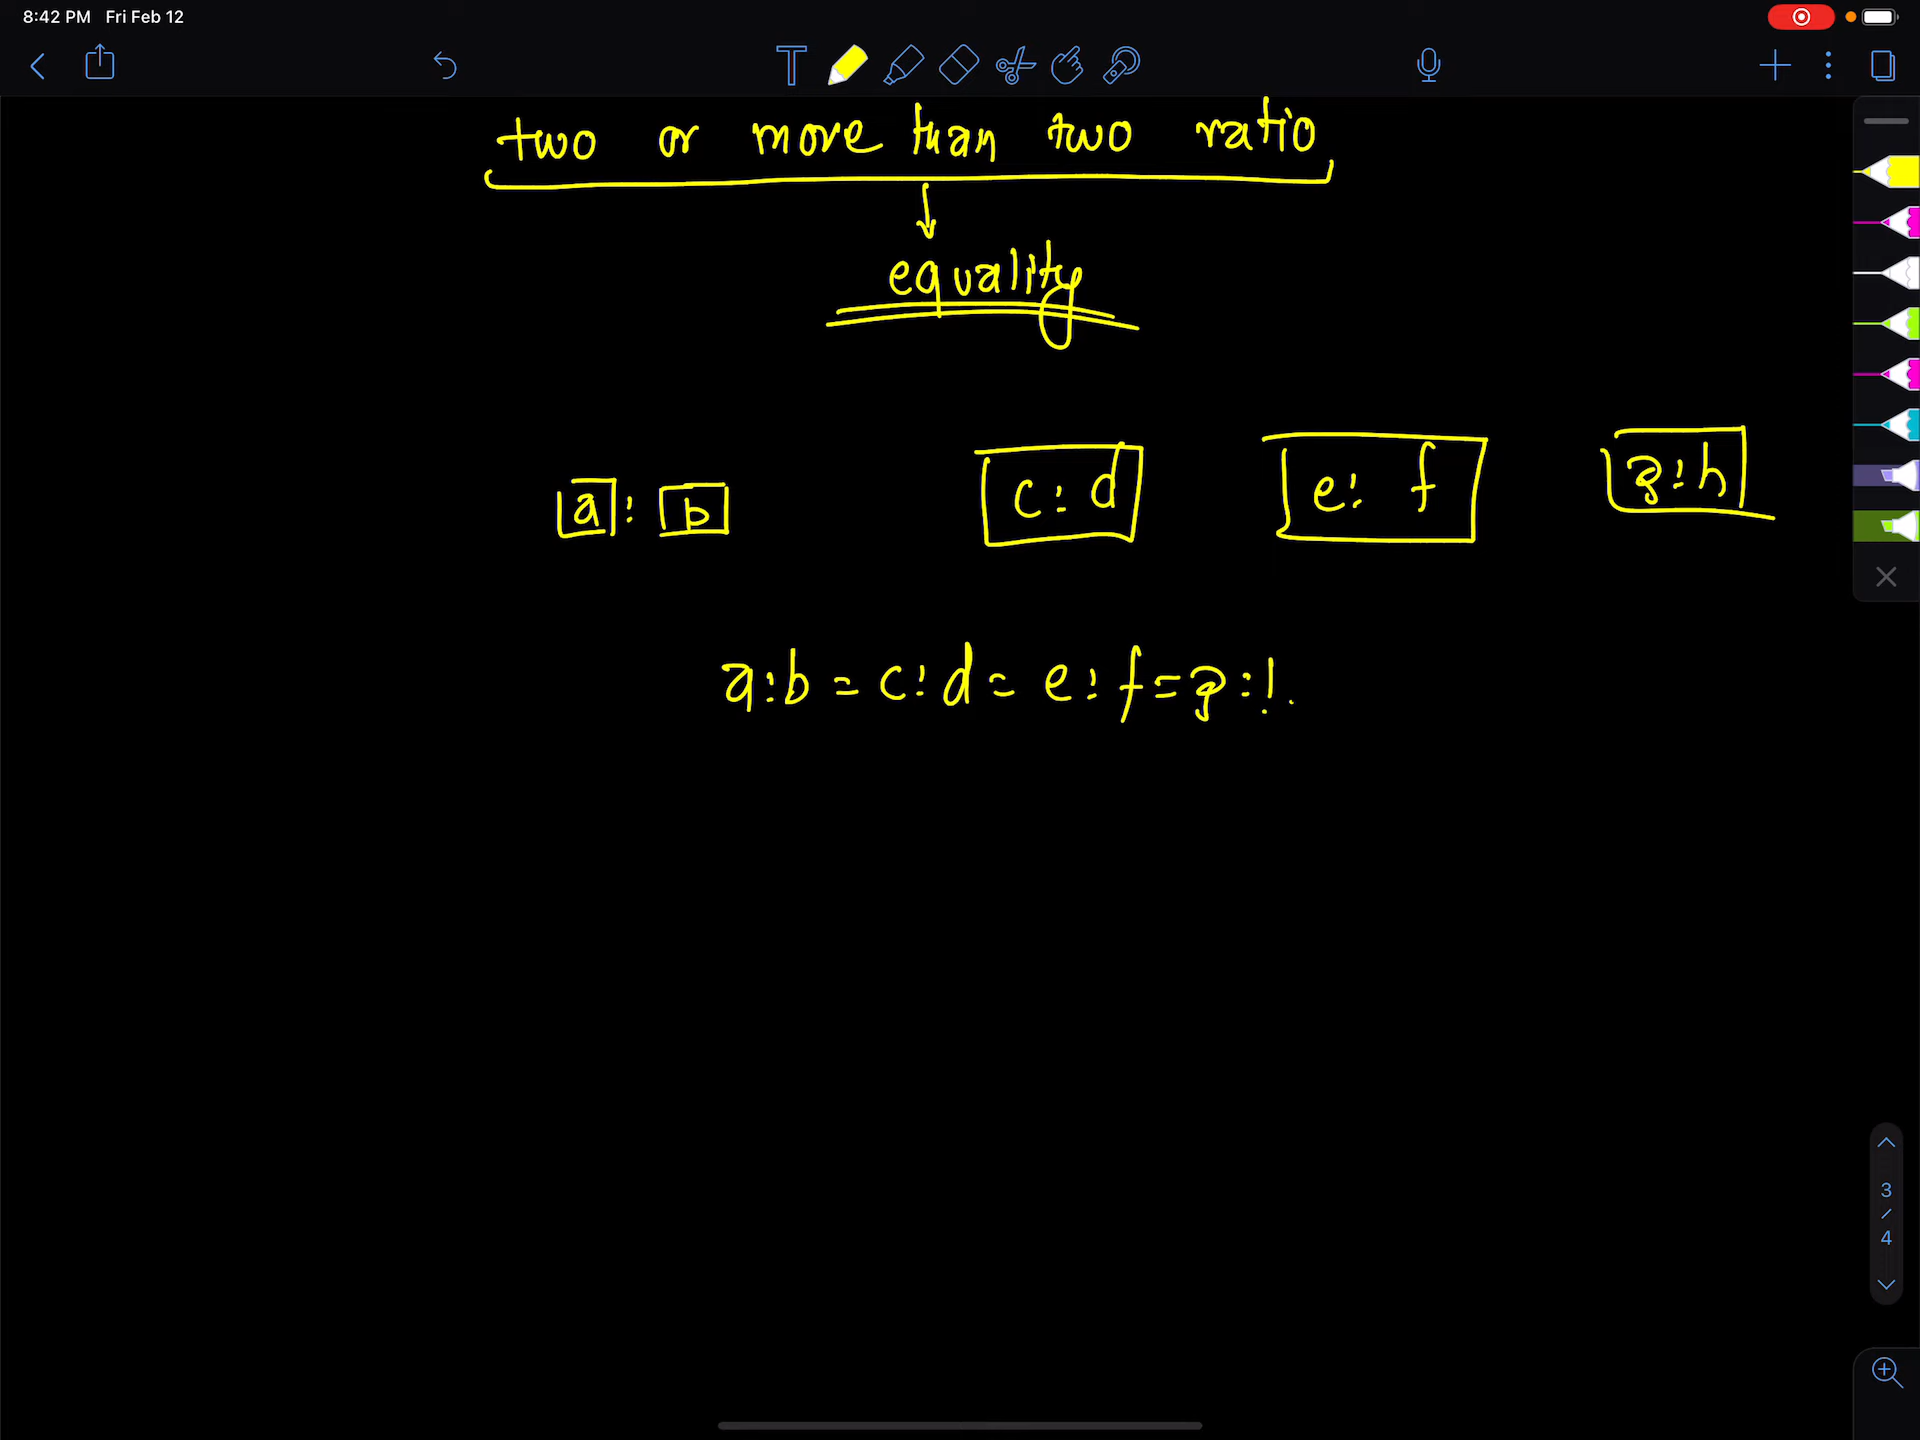 8:42 PM Fri Feb 12
two or more than two ratio
equality
a : b c : d e : f g : h
a : b = c : d = e : f = g :
3
/
4